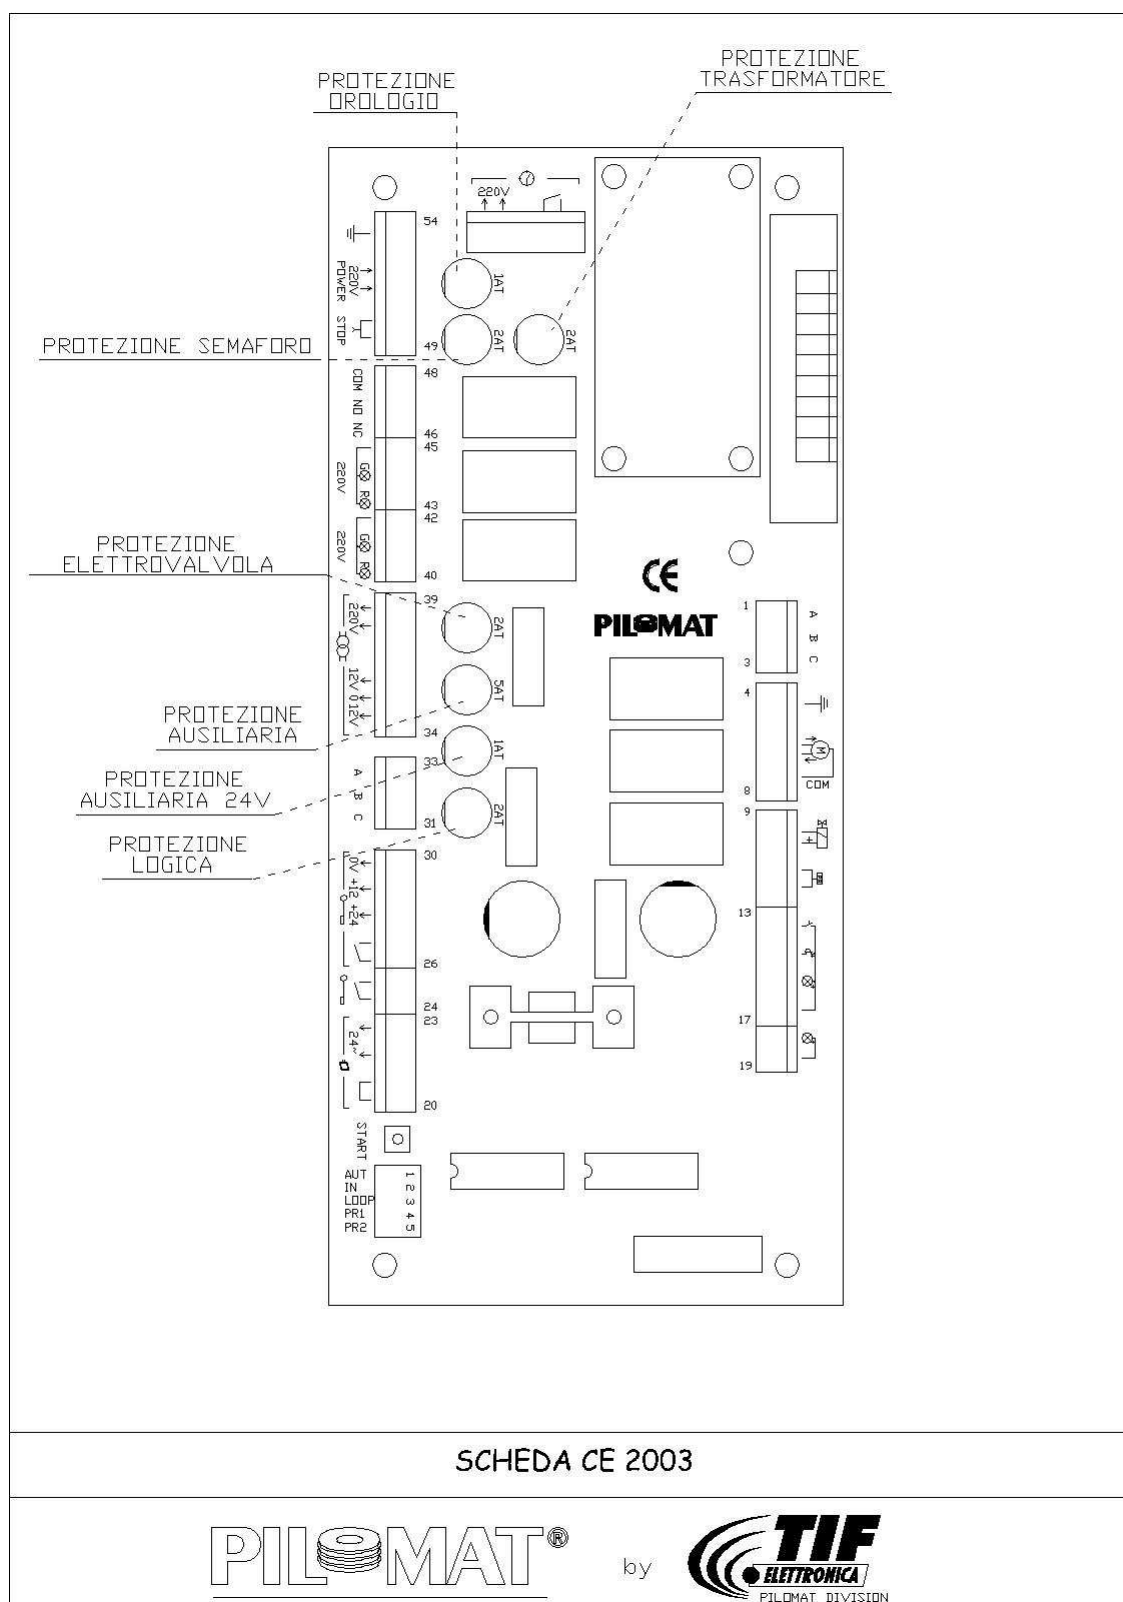 PROTEZIONE
OROLOGIO
PROTEZIONE
TRASFORMATORE
220V
54
220V
POWER
1AT
STOP
PROTEZIONE SEMAFORO
49
2AT
2AT
48
COM NO NC
46
45
220V
G
R
43
42
220V
G
R
40
PROTEZIONE
ELETTROVALVOLA
CE
PILOMAT
39
220V
2AT
1
A
B
C
3
12V 0 12V
5AT
4
34
PROTEZIONE
AUSILIARIA
33
1AT
M
COM
8
A
B
C
PROTEZIONE
AUSILIARIA 24V
31
2AT
9
PROTEZIONE
LOGICA
30
0V +12 +24
+
13
26
24
23
24~
17
19
20
START
AUT 1
IN 2
LOOP 3
PR1 4
PR2 5
SCHEDA CE 2003
PILOMAT®
by
TIF
ELETTRONICA
PILOMAT DIVISION